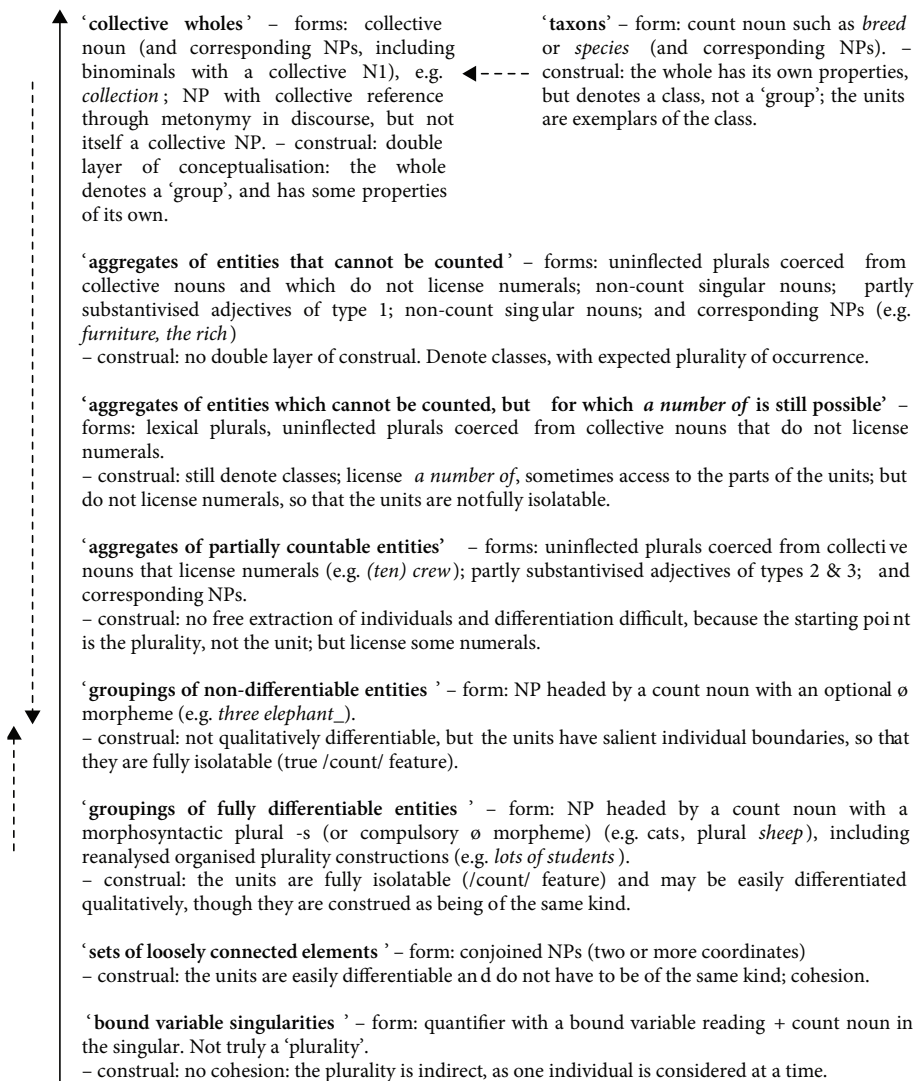 ‘collective wholes’ – forms: collective
noun (and corresponding NPs, including
binominals with a collective N1), e.g.
collection; NP with collective reference
through metonymy in discourse, but not
itself a collective NP. – construal: double
layer of conceptualisation: the whole
denotes a ‘group’, and has some properties
of its own.
‘taxons’ – form: count noun such as breed
or species (and corresponding NPs). –
construal: the whole has its own properties,
but denotes a class, not a ‘group’; the units
are exemplars of the class.
‘aggregates of entities that cannot be counted’ – forms: uninflected plurals coerced from
collective nouns and which do not license numerals; non-count singular nouns; partly
substantivised adjectives of type 1; non-count singular nouns; and corresponding NPs (e.g.
furniture, the rich)
– construal: no double layer of construal. Denote classes, with expected plurality of occurrence.
‘aggregates of entities which cannot be counted, but for which a number of is still possible’ –
forms: lexical plurals, uninflected plurals coerced from collective nouns that do not license
numerals.
– construal: still denote classes; license a number of, sometimes access to the parts of the units; but
do not license numerals, so that the units are not fully isolatable.
‘aggregates of partially countable entities’ – forms: uninflected plurals coerced from collective
nouns that license numerals (e.g. (ten) crew); partly substantivised adjectives of types 2 & 3; and
corresponding NPs.
– construal: no free extraction of individuals and differentiation difficult, because the starting point
is the plurality, not the unit; but license some numerals.
‘groupings of non-differentiable entities’ – form: NP headed by a count noun with an optional ø
morpheme (e.g. three elephant_).
– construal: not qualitatively differentiable, but the units have salient individual boundaries, so that
they are fully isolatable (true /count/ feature).
‘groupings of fully differentiable entities’ – form: NP headed by a count noun with a
morphosyntactic plural -s (or compulsory ø morpheme) (e.g. cats, plural sheep), including
reanalysed organised plurality constructions (e.g. lots of students).
– construal: the units are fully isolatable (/count/ feature) and may be easily differentiated
qualitatively, though they are construed as being of the same kind.
‘sets of loosely connected elements’ – form: conjoined NPs (two or more coordinates)
– construal: the units are easily differentiable and do not have to be of the same kind; cohesion.
‘bound variable singularities’ – form: quantifier with a bound variable reading + count noun in
the singular. Not truly a ‘plurality’.
– construal: no cohesion: the plurality is indirect, as one individual is considered at a time.